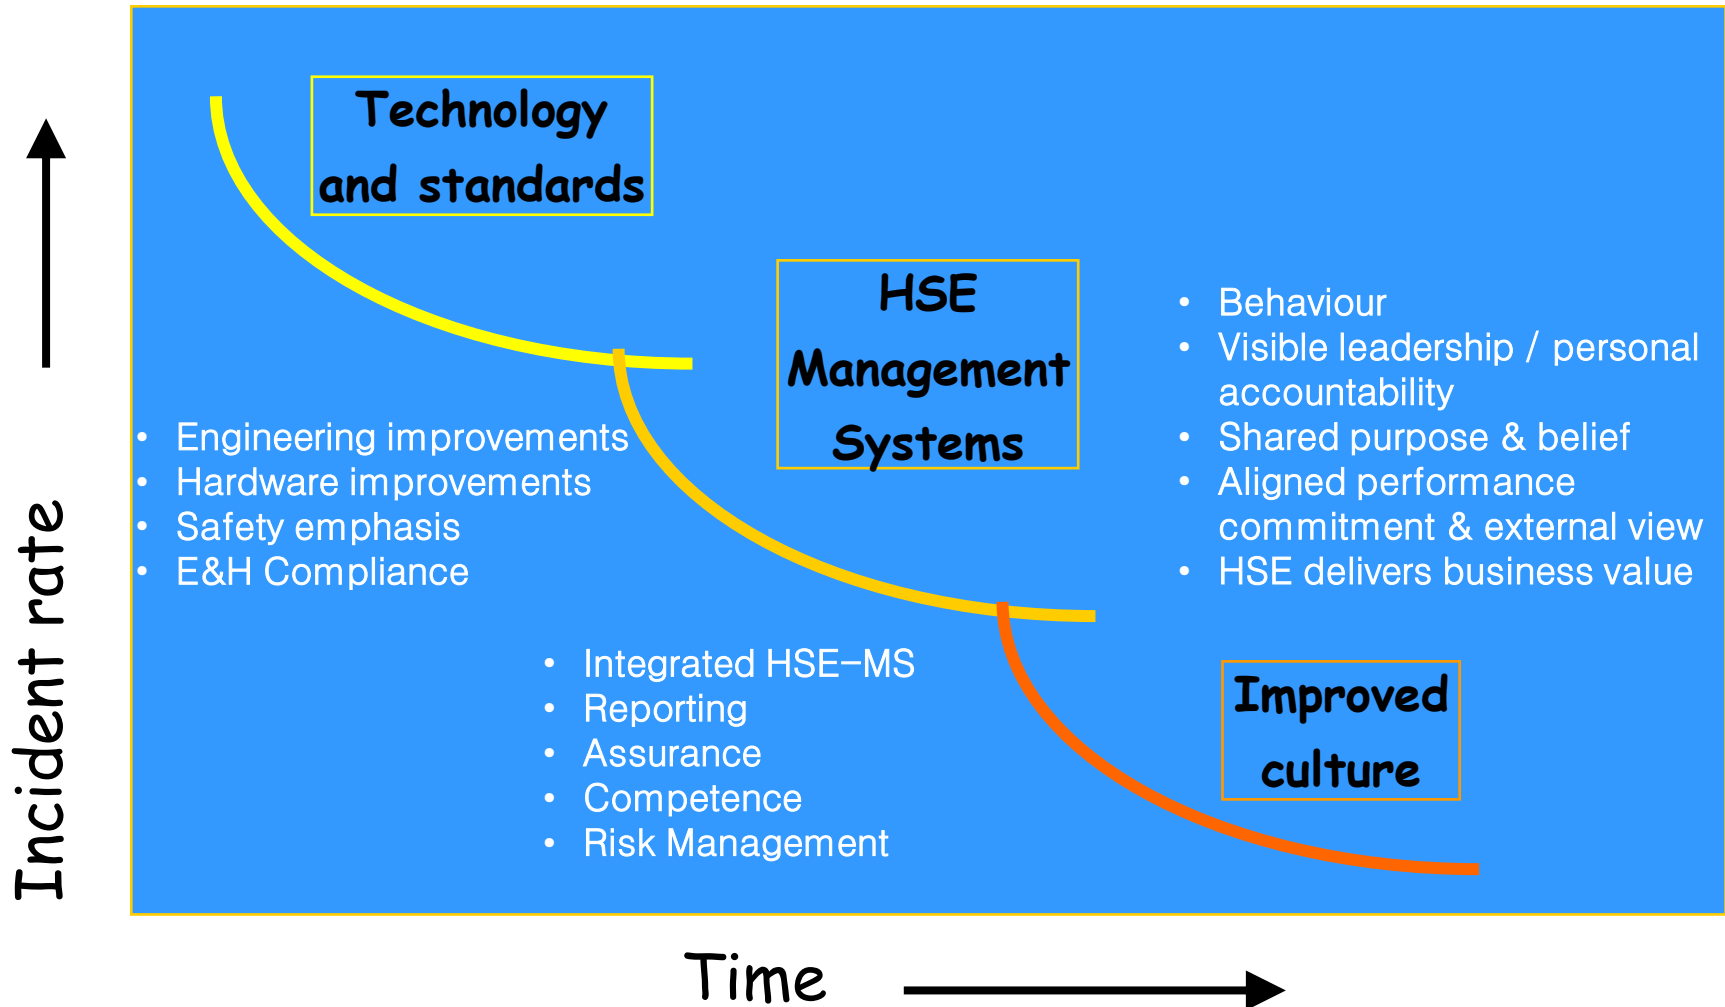 Technology
and standards
HSE
Management
Systems
• Behaviour
• Visible leadership / personal
accountability
• Shared purpose & belief
• Aligned performance
commitment & external view
• HSE delivers business value
• Engineering improvements
• Hardware improvements
• Safety emphasis
• E&H Compliance
• Integrated HSE-MS
• Reporting
• Assurance
• Competence
• Risk Management
Improved
culture
Incident rate
Time